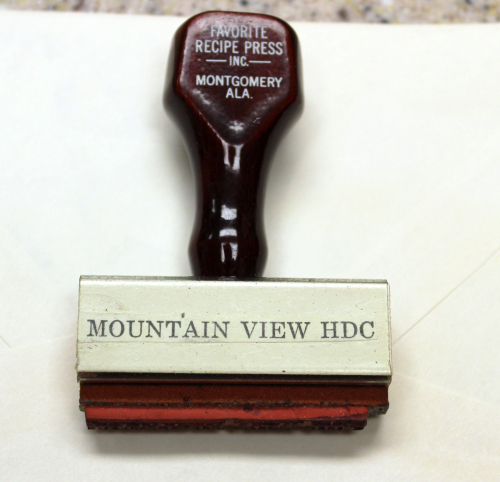 FAVORITE
RECIPE PRESS
INC.
MONTGOMERY
ALA.
MOUNTAIN VIEW HDC